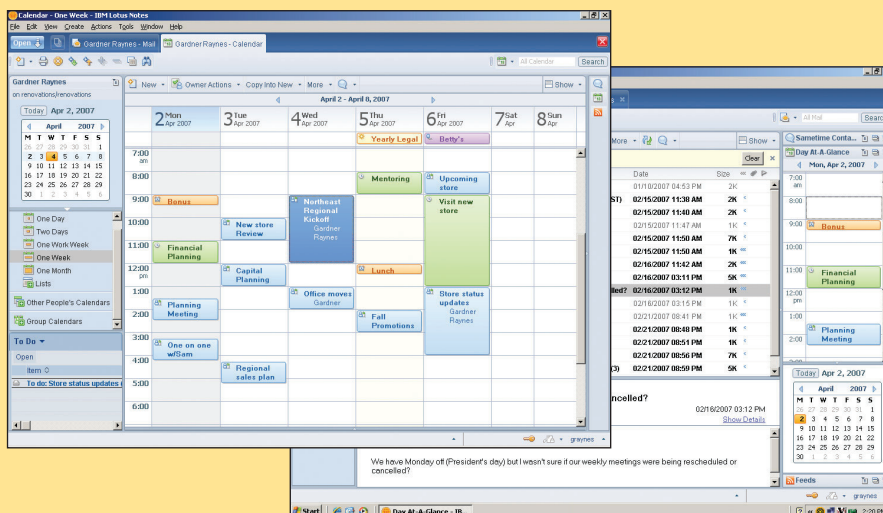 Calendar - One Week - IBM Lotus Notes
File Edit View Create Actions Tools Window Help
Open
Gardner Raynes - Mail
Gardner Raynes - Calendar
All Calendar
Search
Gardner Raynes
on renovations/renovations
Today Apr 2, 2007
April 2007
M T W T F S S
26 27 28 29 30 31 1
2 3 4 5 6 7 8
9 10 11 12 13 14 15
16 17 18 19 20 21 22
23 24 25 26 27 28 29
30 1 2 3 4 5 6
One Day
Two Days
One Work Week
One Week
One Month
Lists
Other People's Calendars
Group Calendars
To Do
Open
Item
To do: Store status updates
New Owner Actions Copy Into New More
Show
April 2 - April 8, 2007
2 Mon Apr 2007
3 Tue Apr 2007
4 Wed Apr 2007
5 Thu Apr 2007
6 Fri Apr 2007
7 Sat Apr
8 Sun Apr
Yearly Legal
Betty's
7:00 am
8:00
9:00
10:00
11:00
12:00 pm
1:00
2:00
3:00
4:00
5:00
6:00
Bonus
Financial
Planning
Planning
Meeting
One on one
w/Sam
New store
Review
Capital
Planning
Regional
sales plan
Northeast
Regional
Kickoff
Gardner
Raynes
Office moves
Gardner
Mentoring
Lunch
Fall
Promotions
Upcoming
store
Visit new
store
Store status
updates
Gardner
Raynes
graynes
All Mail
Search
More
Show
Clear
Date Size
01/10/2007 04:53 PM 2K
ST) 02/15/2007 11:38 AM 2K
02/15/2007 11:40 AM 2K
02/15/2007 11:47 AM 1K
02/15/2007 11:50 AM 7K
02/15/2007 11:50 AM 1K
02/16/2007 11:42 AM 2K
02/16/2007 03:11 PM 5K
lled? 02/16/2007 03:12 PM 1K
02/16/2007 03:15 PM 1K
02/21/2007 08:41 PM 1K
02/21/2007 08:48 PM 1K
02/21/2007 08:51 PM 1K
02/21/2007 08:56 PM 7K
(3) 02/21/2007 08:59 PM 5K
ncelled?
02/16/2007 03:12 PM
Show Details
We have Monday off (President's day) but I wasn't sure if our weekly meetings were being rescheduled or
cancelled?
Sametime Conta...
Day At-A-Glance
Mon, Apr 2, 2007
7:00 am
8:00
9:00
Bonus
10:00
11:00
Financial
Planning
12:00 pm
1:00
2:00
Planning
Meeting
Today Apr 2, 2007
April 2007
M T W T F S S
26 27 28 29 30 31 1
2 3 4 5 6 7 8
9 10 11 12 13 14 15
16 17 18 19 20 21 22
23 24 25 26 27 28 29
30 1 2 3 4 5 6
Feeds
graynes
Start
Day At-A-Glance - IB...
2:20 PM